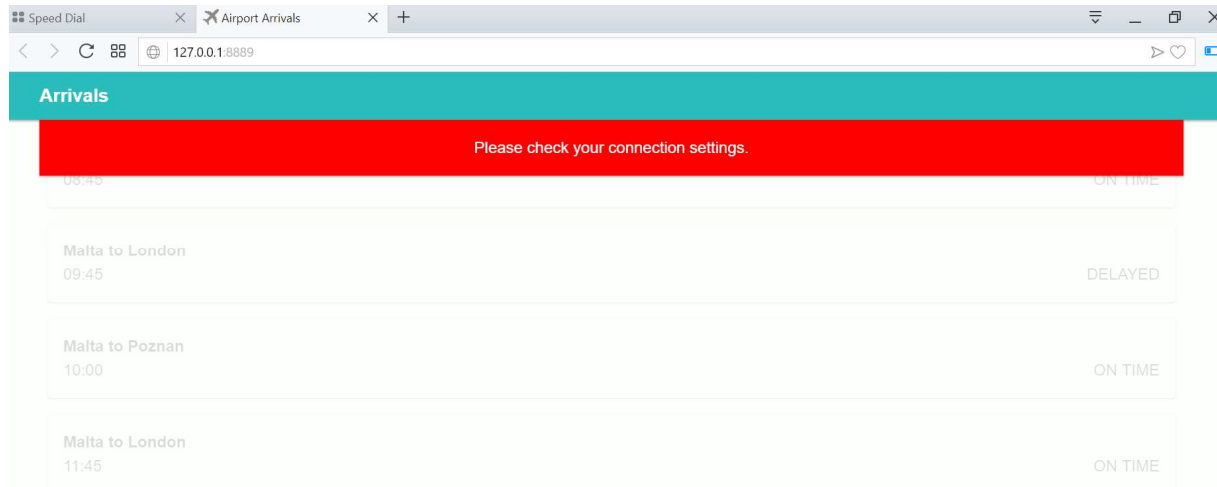 Speed Dial
Airport Arrivals
127.0.0.1:8889
Arrivals
Please check your connection settings.
08:45 ON TIME
Malta to London
09:45 DELAYED
Malta to Poznan
10:00 ON TIME
Malta to London
11:45 ON TIME